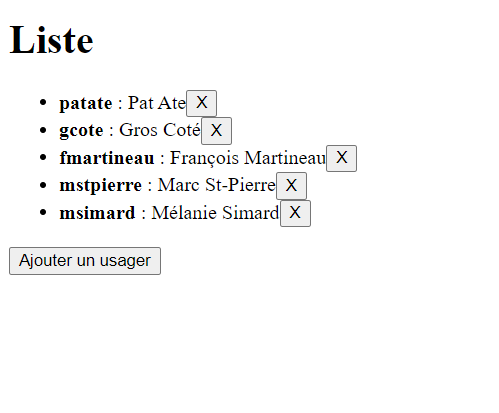 Liste
patate : Pat Ate X
gcote : Gros Coté X
fmartineau : François Martineau X
mstpierre : Marc St-Pierre X
msimard : Mélanie Simard X
Ajouter un usager